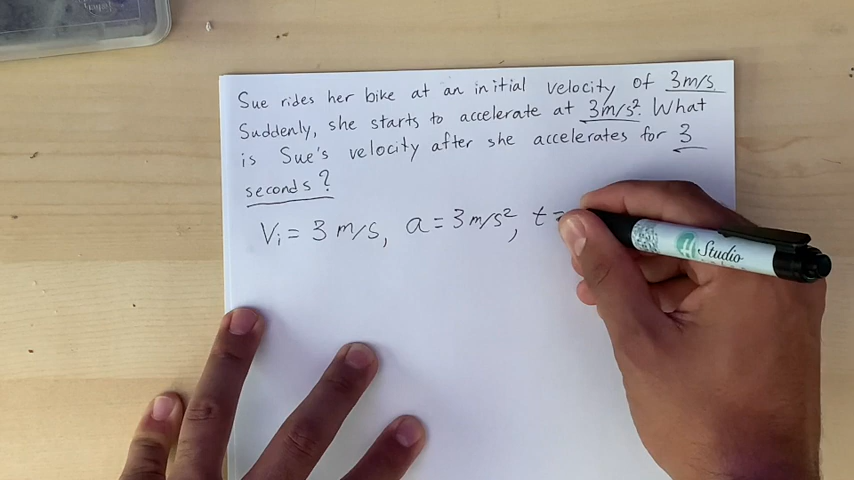 Sue rides her bike at an initial velocity of 3m/s.
Suddenly, she starts to accelerate at 3m/s². What
is Sue's velocity after she accelerates for 3
seconds?
Vi = 3 m/s, a = 3 m/s², t =
Studio